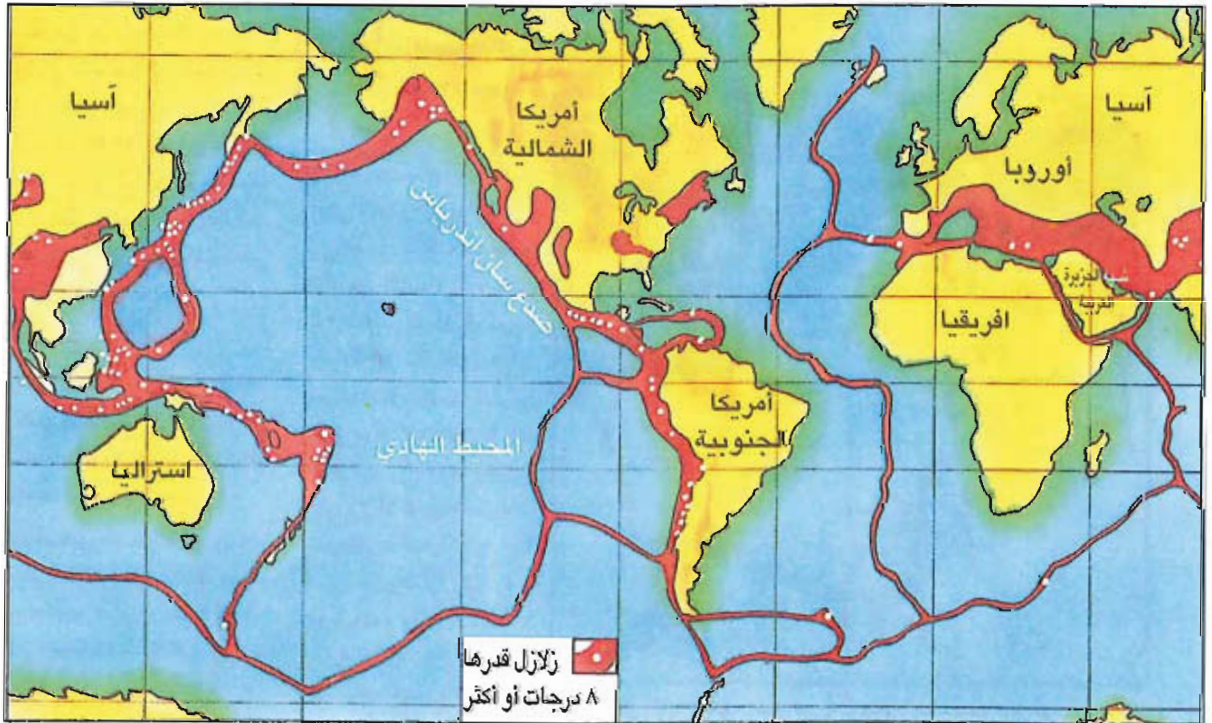 آسيا
أمريكا
الشمالية
آسيا
أوروبا
صدع سان اندرياس
شبه الجزيرة
العربية
افريقيا
أمريكا
الجنوبية
المحيط الهادي
استراليا
زلازل قدرها
٨ درجات أو أكثر